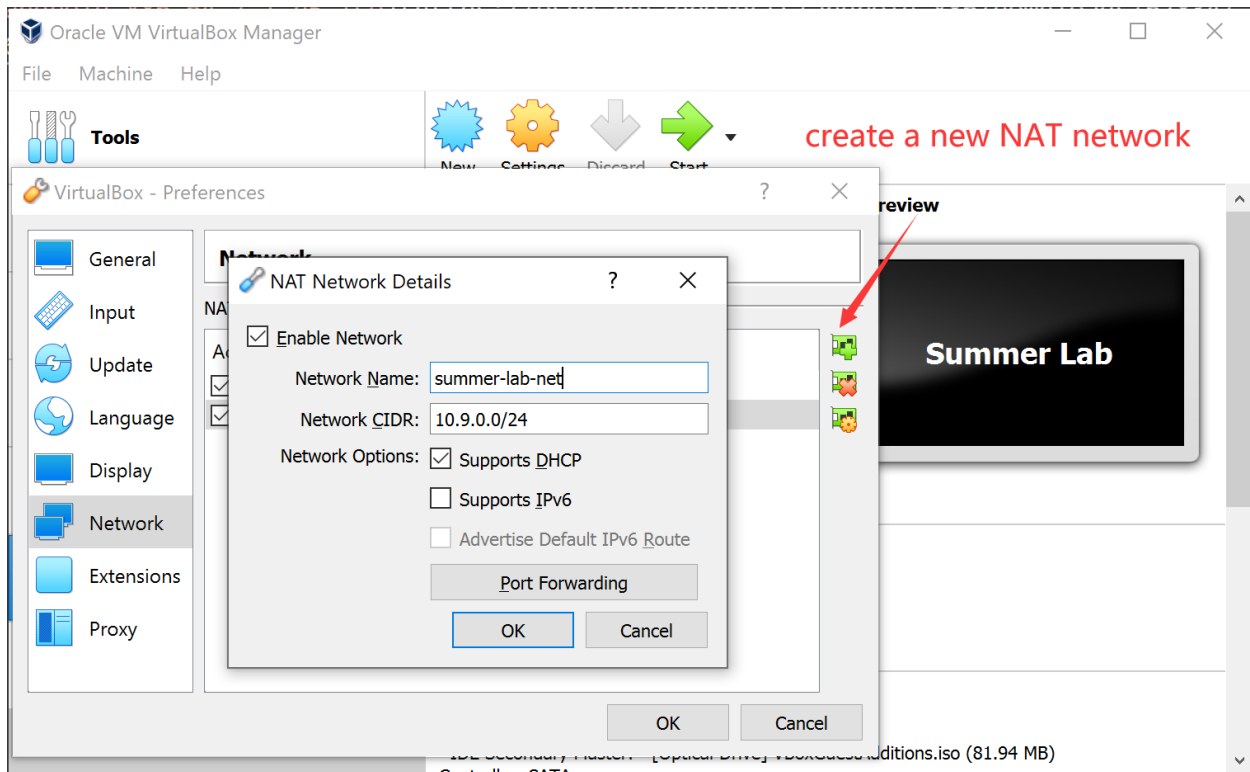 Oracle VM VirtualBox Manager
File Machine Help
Tools
New Settings Discard Start
create a new NAT network
VirtualBox - Preferences ?
review
General
Input
Update
Language
Display
Network
Extensions
Proxy
Network
NA
A
NAT Network Details ?
Enable Network
Network Name: summer-lab-net
Network CIDR: 10.9.0.0/24
Network Options: Supports DHCP
Supports IPv6
Advertise Default IPv6 Route
Port Forwarding
OK Cancel
Summer Lab
OK Cancel
IDE Secondary Master: [Optical Drive] VBoxGuestAdditions.iso (81.94 MB)